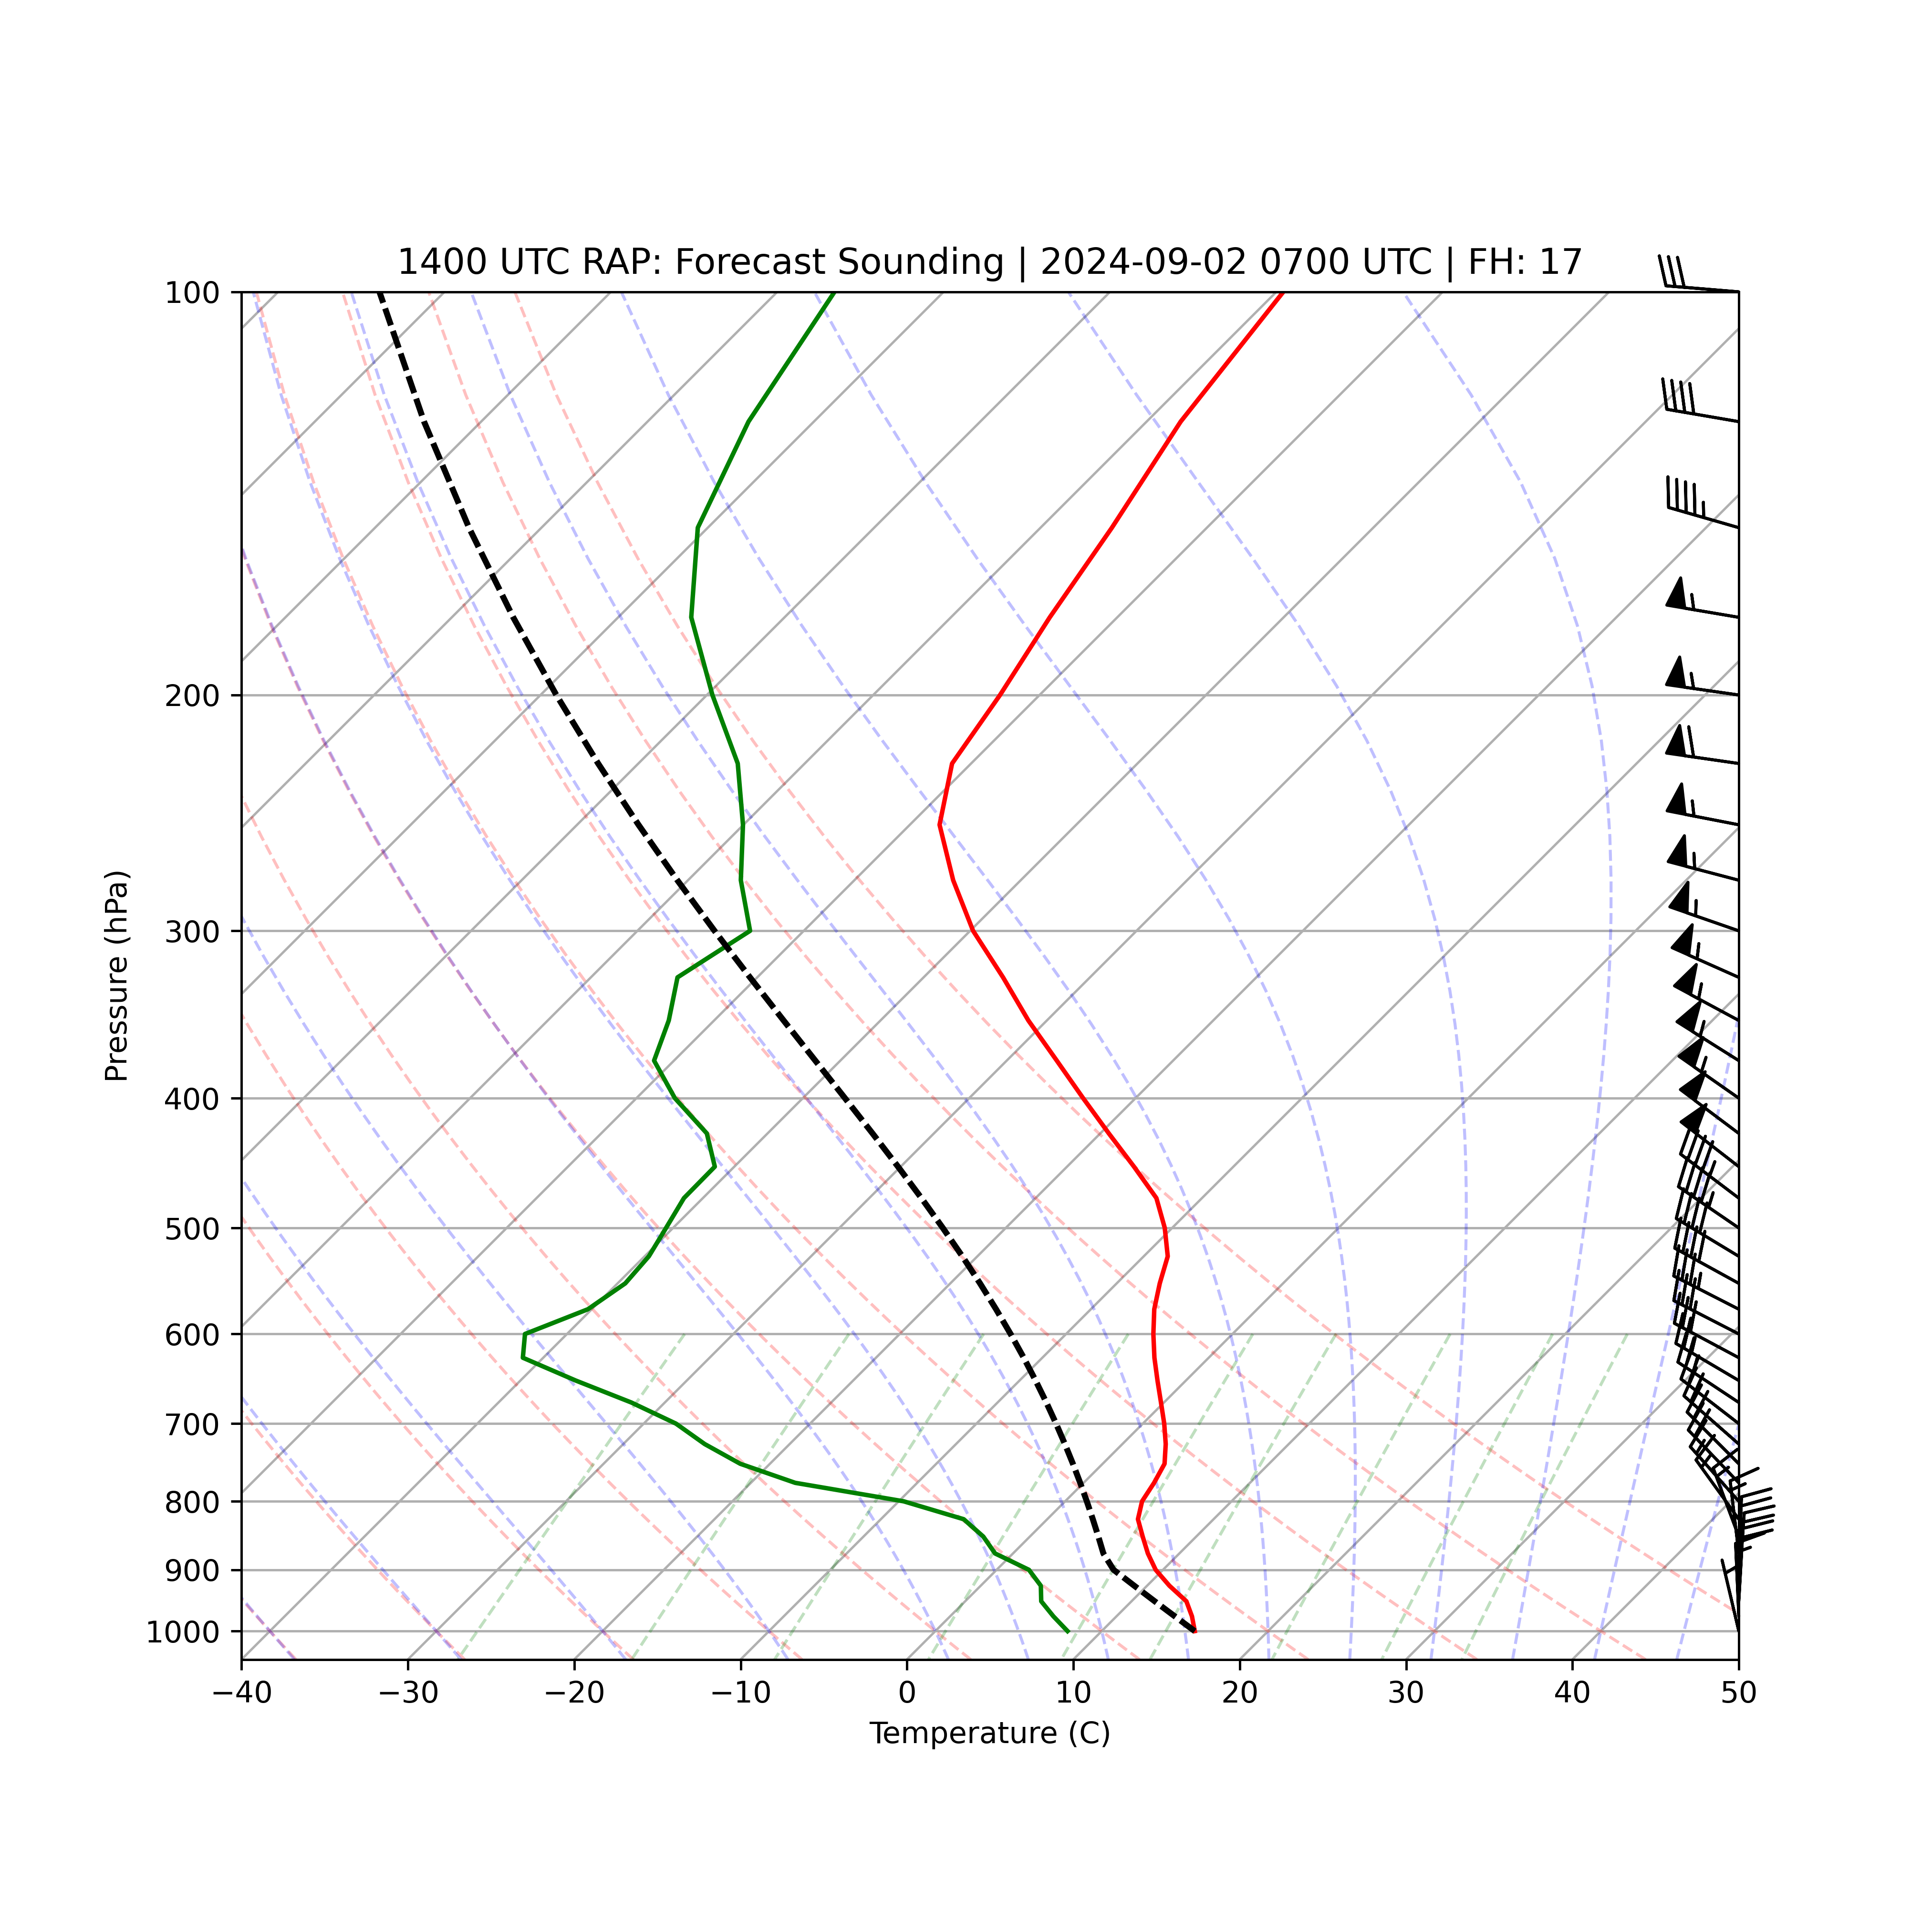 1400 UTC RAP: Forecast Sounding | 2024-09-02 0700 UTC | FH: 17
100
200
300
400
500
600
700
800
900
1000
Pressure (hPa)
−40 −30 −20 −10 0 10 20 30 40 50
Temperature (C)